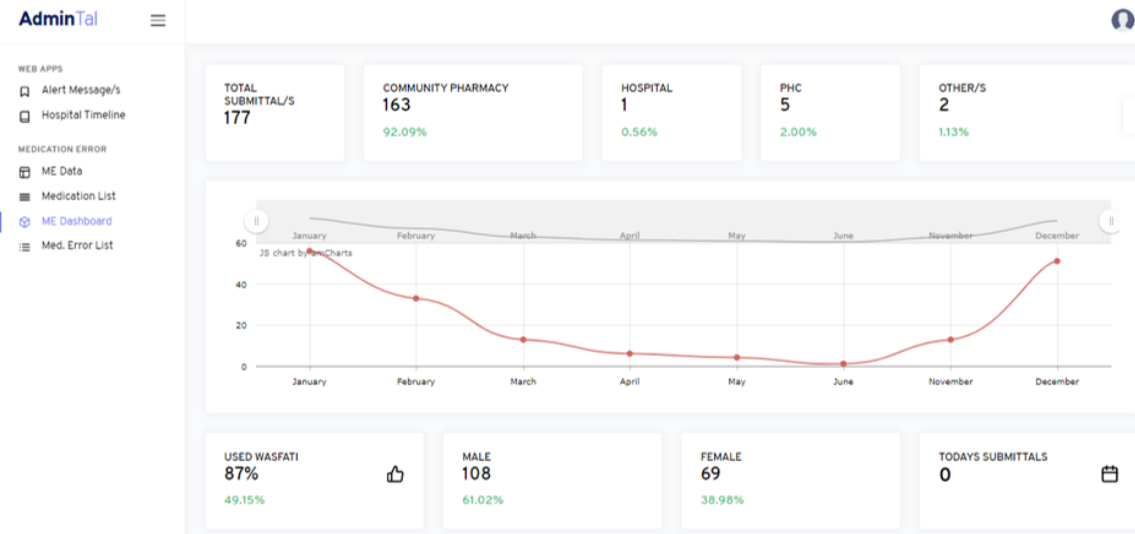 AdminTal
WEB APPS
Alert Message/s
Hospital Timeline
MEDICATION ERROR
ME Data
Medication List
ME Dashboard
Med. Error List
TOTAL
SUBMITTAL/S
177
COMMUNITY PHARMACY
163
92.09%
HOSPITAL
1
0.56%
PHC
5
2.00%
OTHER/S
2
1.13%
January February March April May June November December
JS chart by amCharts
60
40
20
0
January February March April May June November December
USED WASFATI
87%
49.15%
MALE
108
61.02%
FEMALE
69
38.98%
TODAYS SUBMITTALS
0